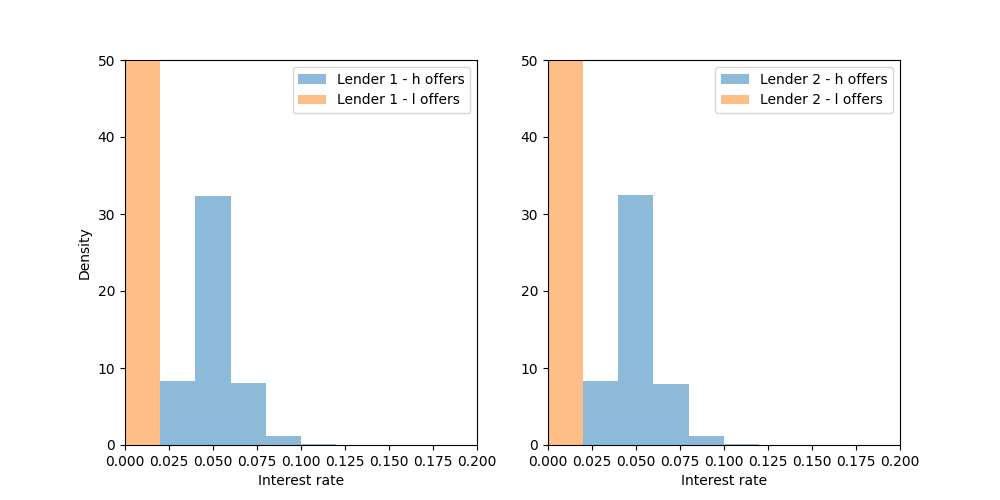 50
40
30
20
10
0
Density
0.000 0.025 0.050 0.075 0.100 0.125 0.150 0.175 0.200
Interest rate
Lender 1 - h offers
Lender 1 - l offers
50
40
30
20
10
0
0.000 0.025 0.050 0.075 0.100 0.125 0.150 0.175 0.200
Interest rate
Lender 2 - h offers
Lender 2 - l offers